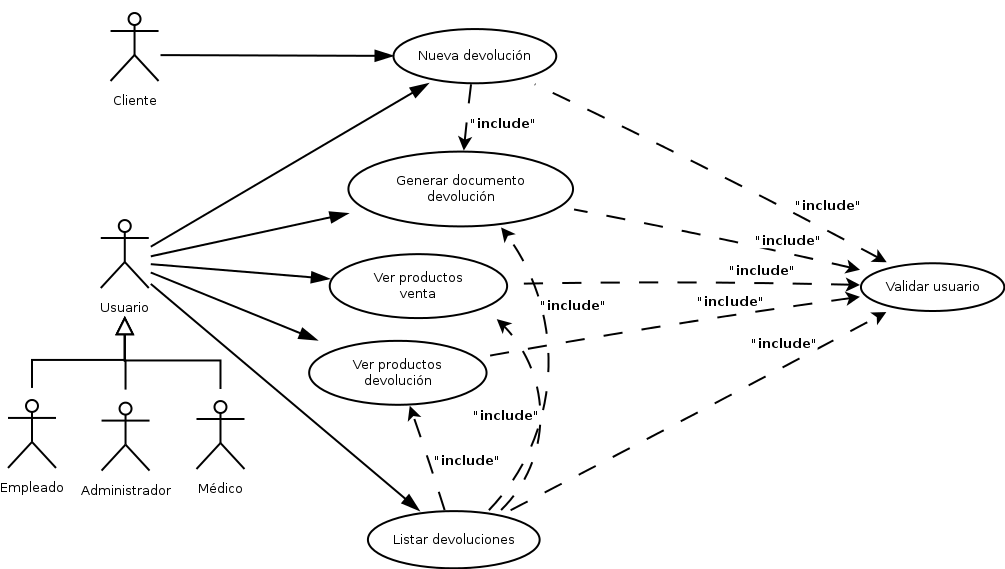 Nueva devolución
Cliente
"include"
Generar documento
devolución
"include"
"include"
"include"
Ver productos
venta
Validar usuario
"include"
"include"
Usuario
"include"
Ver productos
devolución
"include"
"include"
Empleado
Administrador
Médico
Listar devoluciones